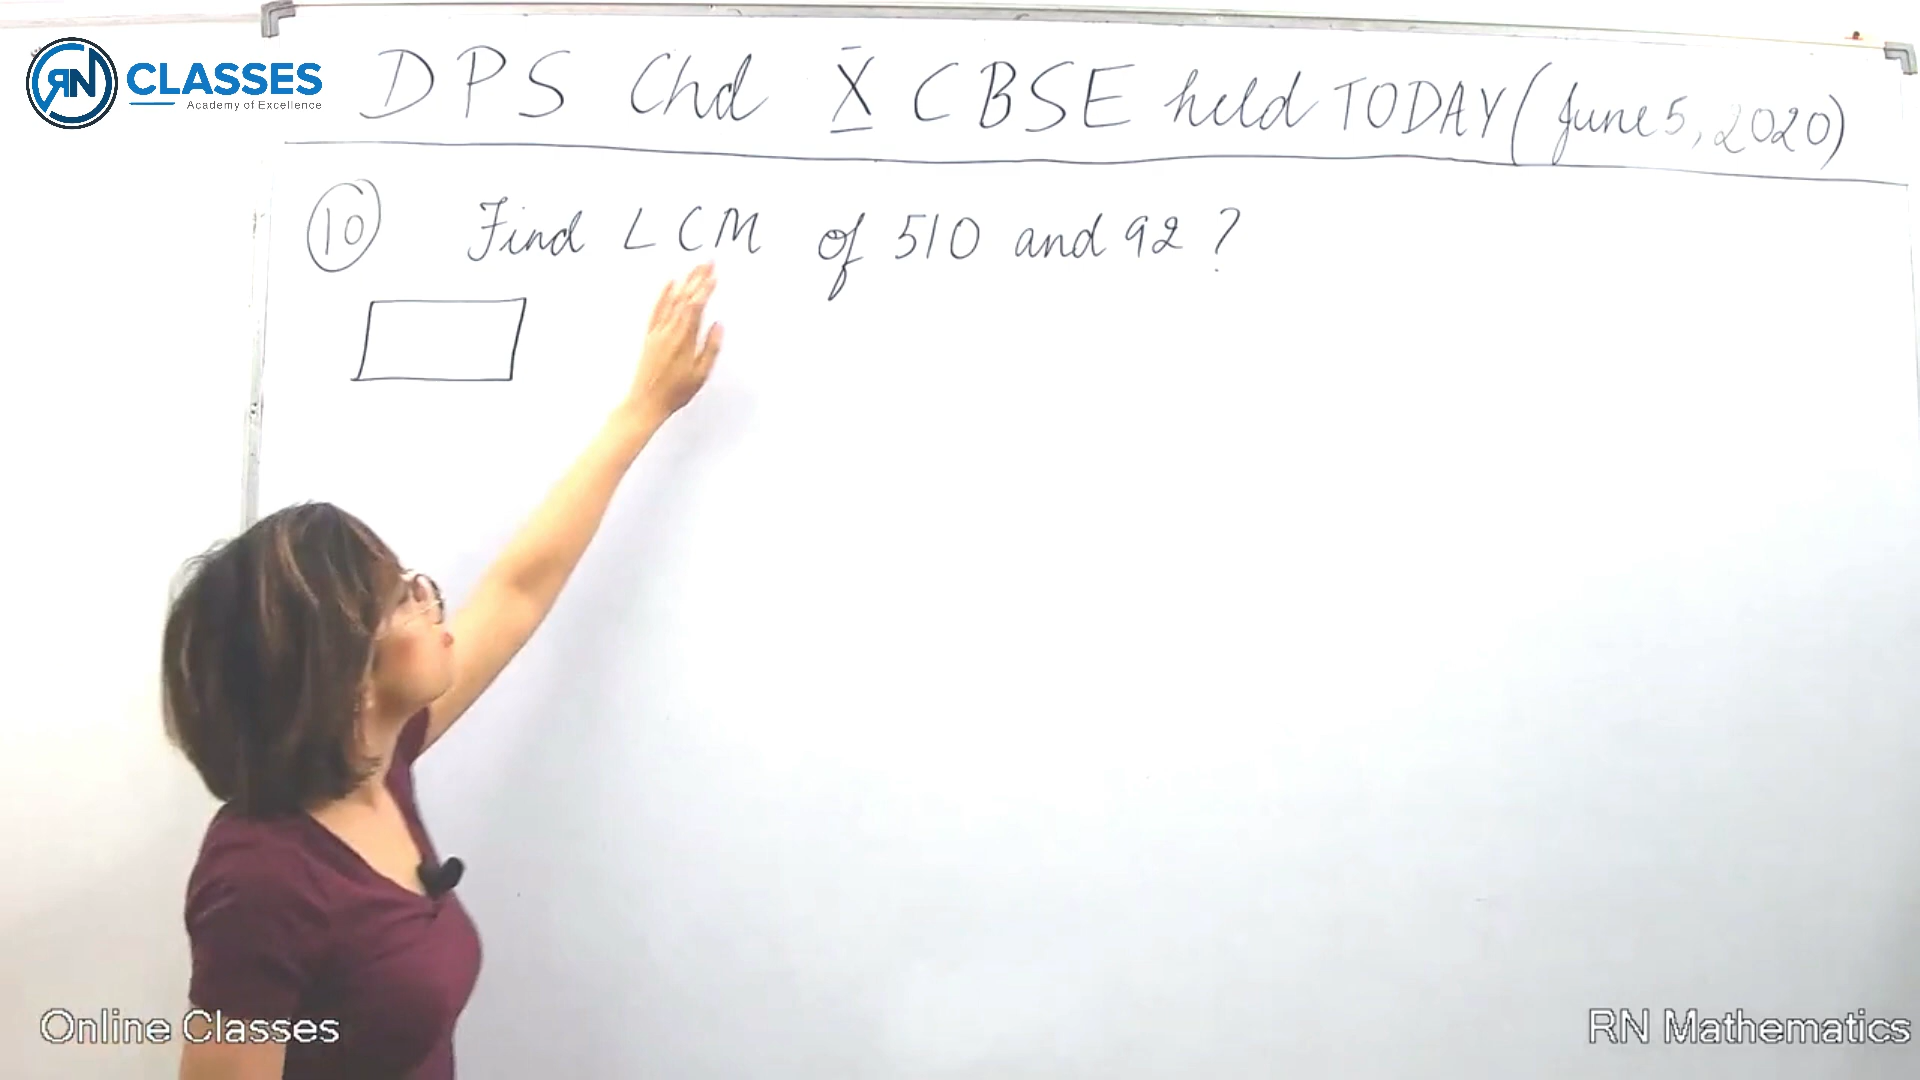 RN CLASSES
Academy of Excellence
DPS Chd X CBSE held TODAY (June 5, 2020)
10 Find LCM of 510 and 92 ?
Online Classes
RN Mathematics